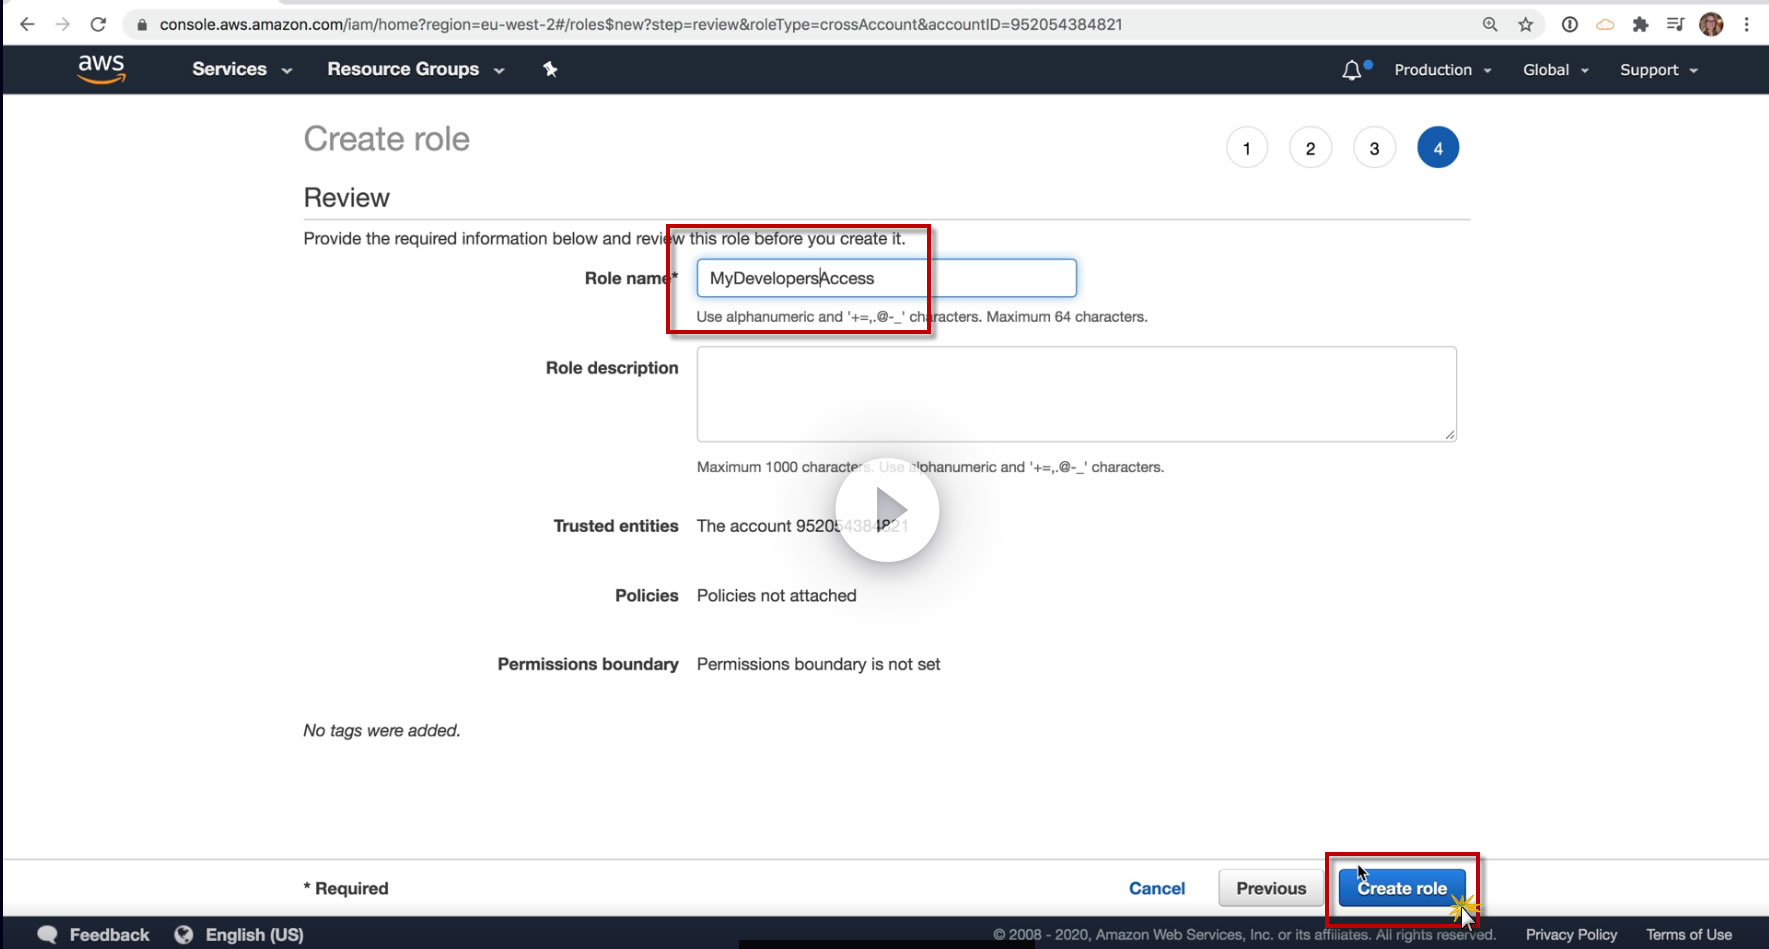 console.aws.amazon.com/iam/home?region=eu-west-2#/roles$new?step=review&roleType=crossAccount&accountID=952054384821
aws Services Resource Groups Production Global Support
Create role 1 2 3 4
Review
Provide the required information below and review this role before you create it.
Role name* MyDevelopersAccess
Use alphanumeric and '+=,.@-_' characters. Maximum 64 characters.
Role description
Maximum 1000 characters. Use alphanumeric and '+=,.@-_' characters.
Trusted entities The account 952054384821
Policies Policies not attached
Permissions boundary Permissions boundary is not set
No tags were added.
* Required Cancel Previous Create role
Feedback English (US) © 2008 - 2020, Amazon Web Services, Inc. or its affiliates. All rights reserved. Privacy Policy Terms of Use